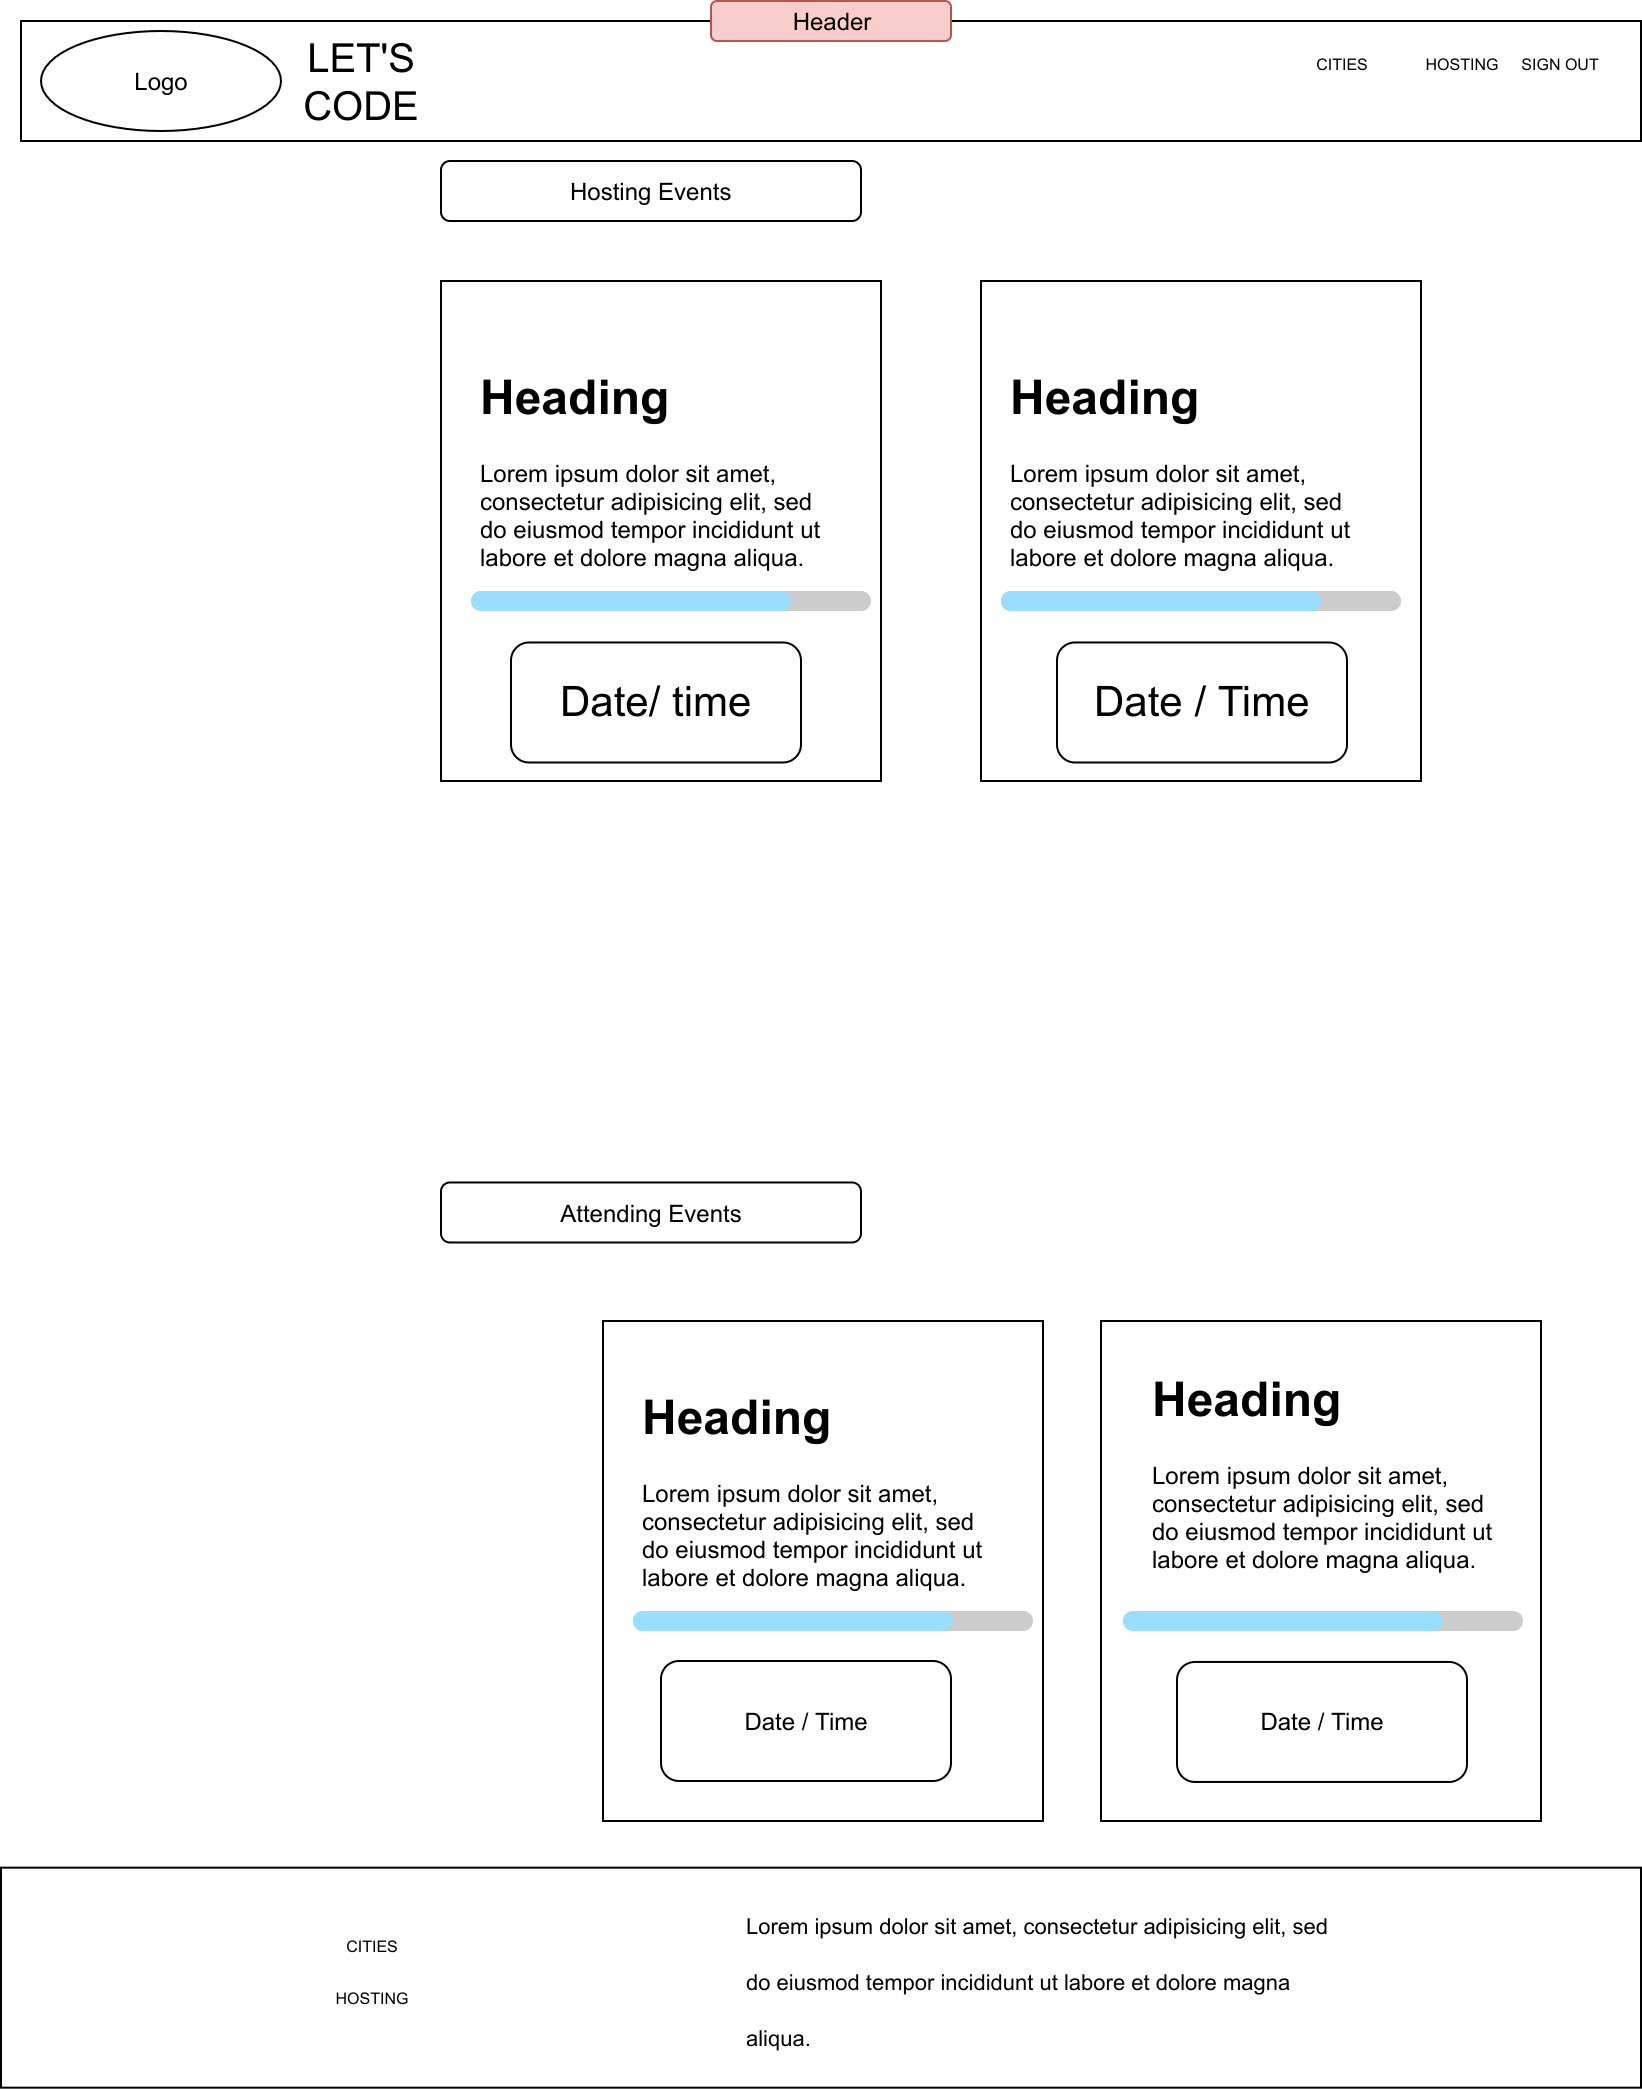 Header
Logo
LET'S
CODE
CITIES
HOSTING
SIGN OUT
Hosting Events
Heading
Lorem ipsum dolor sit amet,
consectetur adipisicing elit, sed
do eiusmod tempor incididunt ut
labore et dolore magna aliqua.
Date/ time
Heading
Lorem ipsum dolor sit amet,
consectetur adipisicing elit, sed
do eiusmod tempor incididunt ut
labore et dolore magna aliqua.
Date / Time
Attending Events
Heading
Lorem ipsum dolor sit amet,
consectetur adipisicing elit, sed
do eiusmod tempor incididunt ut
labore et dolore magna aliqua.
Date / Time
Heading
Lorem ipsum dolor sit amet,
consectetur adipisicing elit, sed
do eiusmod tempor incididunt ut
labore et dolore magna aliqua.
Date / Time
CITIES
HOSTING
Lorem ipsum dolor sit amet, consectetur adipisicing elit, sed
do eiusmod tempor incididunt ut labore et dolore magna
aliqua.